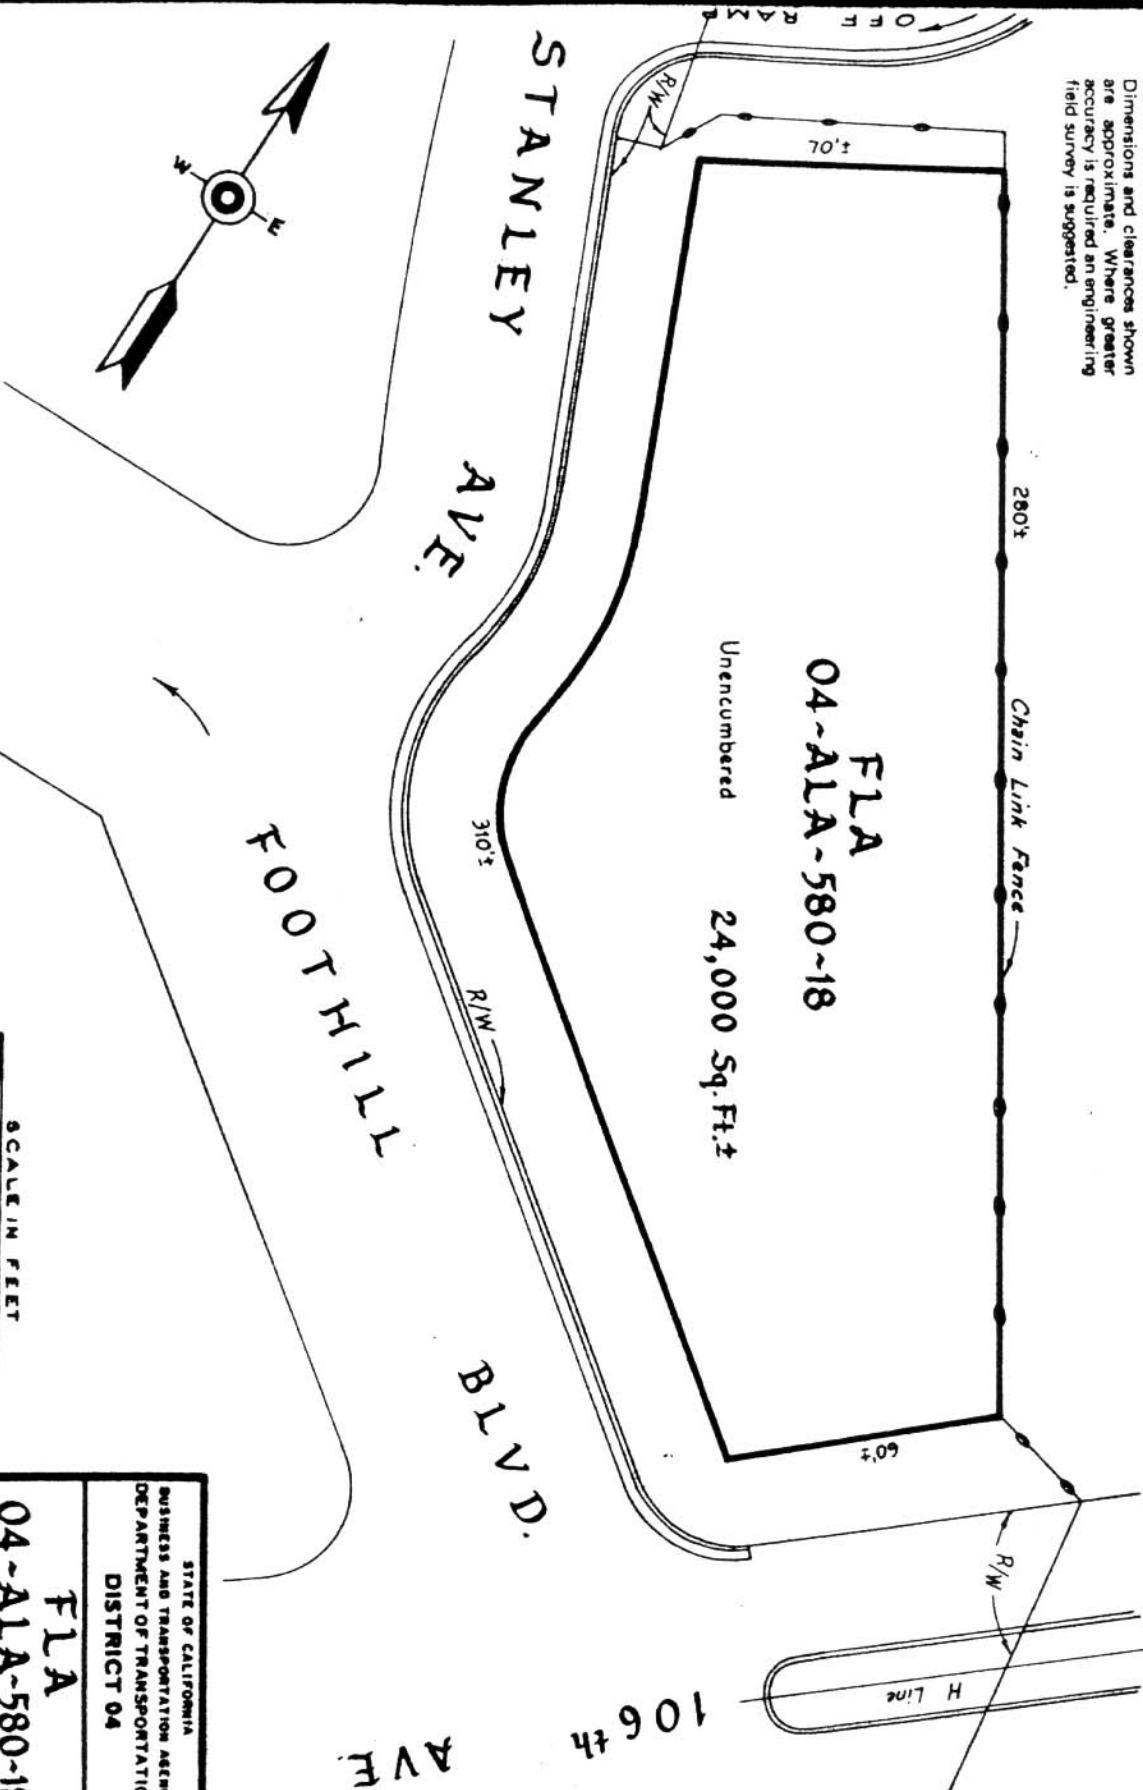 Dimensions and clearances shown
are approximate. Where greater
accuracy is required an engineering
field survey is suggested.
OFF RAMP
R/W
70'±
280'±
Chain Link Fence
STANLEY AVE.
W
E
FLA
04-ALA-580-18
Unencumbered 24,000 Sq. Ft.±
310'±
R/W
FOOTHILL BLVD.
60'±
R/W
H Line
106th AVE.
SCALE IN FEET
STATE OF CALIFORNIA
BUSINESS AND TRANSPORTATION
DEPARTMENT OF
DISTRICT 04
FLA
04-ALA-580-18